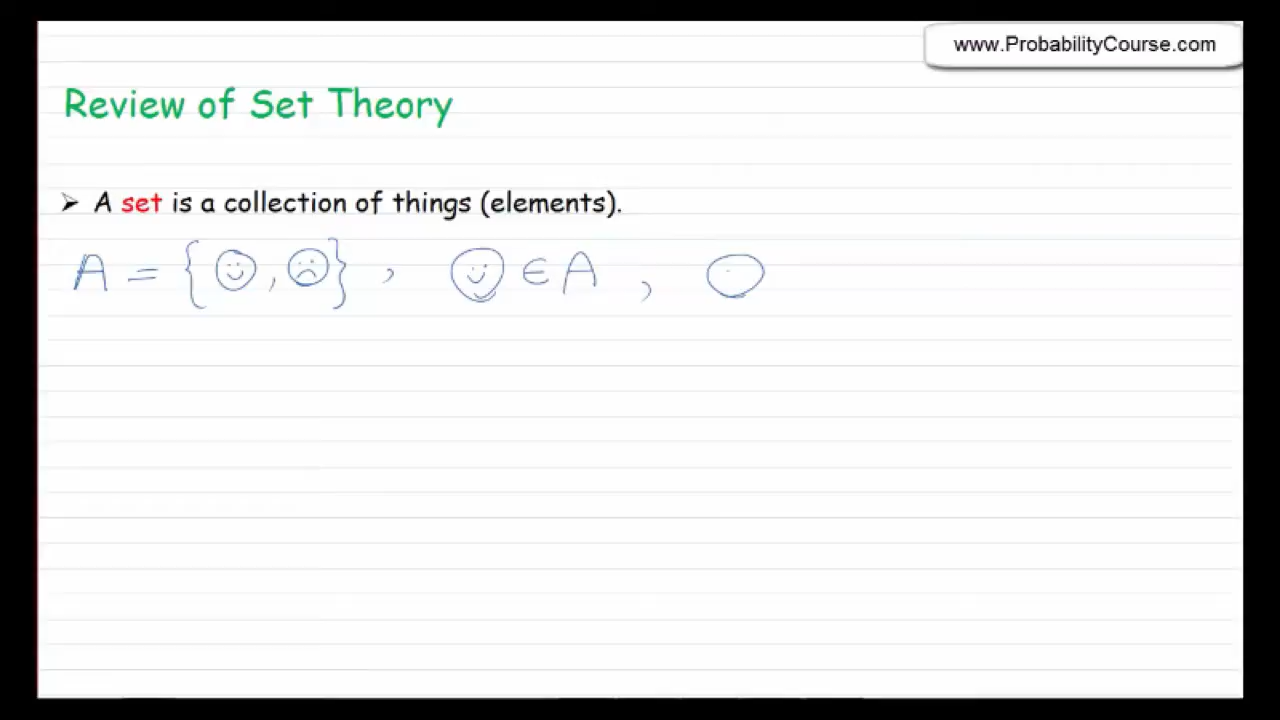 www.ProbabilityCourse.com
Review of Set Theory
➢ A set is a collection of things (elements).
A = {☺, ☹}, ☺ ∈ A,